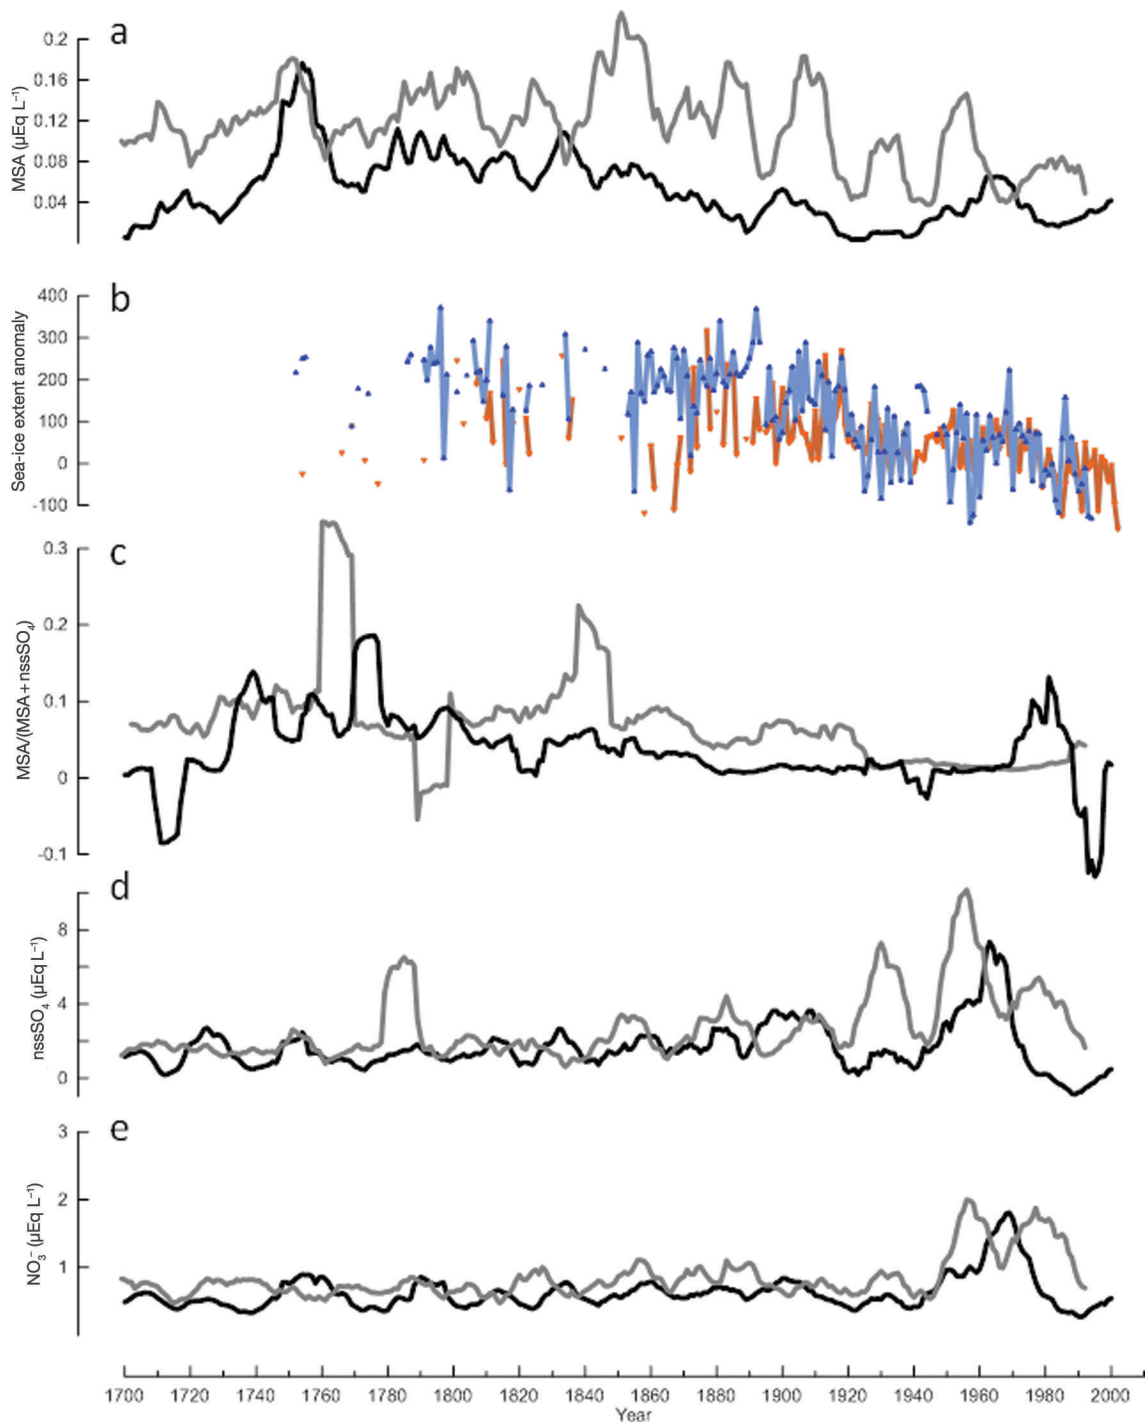 a
0.2
0.16
0.12
0.08
0.04
MSA (µEq L⁻¹)
b
400
300
200
100
0
-100
Sea-ice extent anomaly
c
0.3
0.2
0.1
0
-0.1
MSA/(MSA+nssSO₄)
d
8
4
0
nssSO₄ (µEq L⁻¹)
e
3
2
1
NO₃⁻ (µEq L⁻¹)
1700 1720 1740 1760 1780 1800 1820 1840 1860 1880 1900 1920 1940 1960 1980 2000
Year